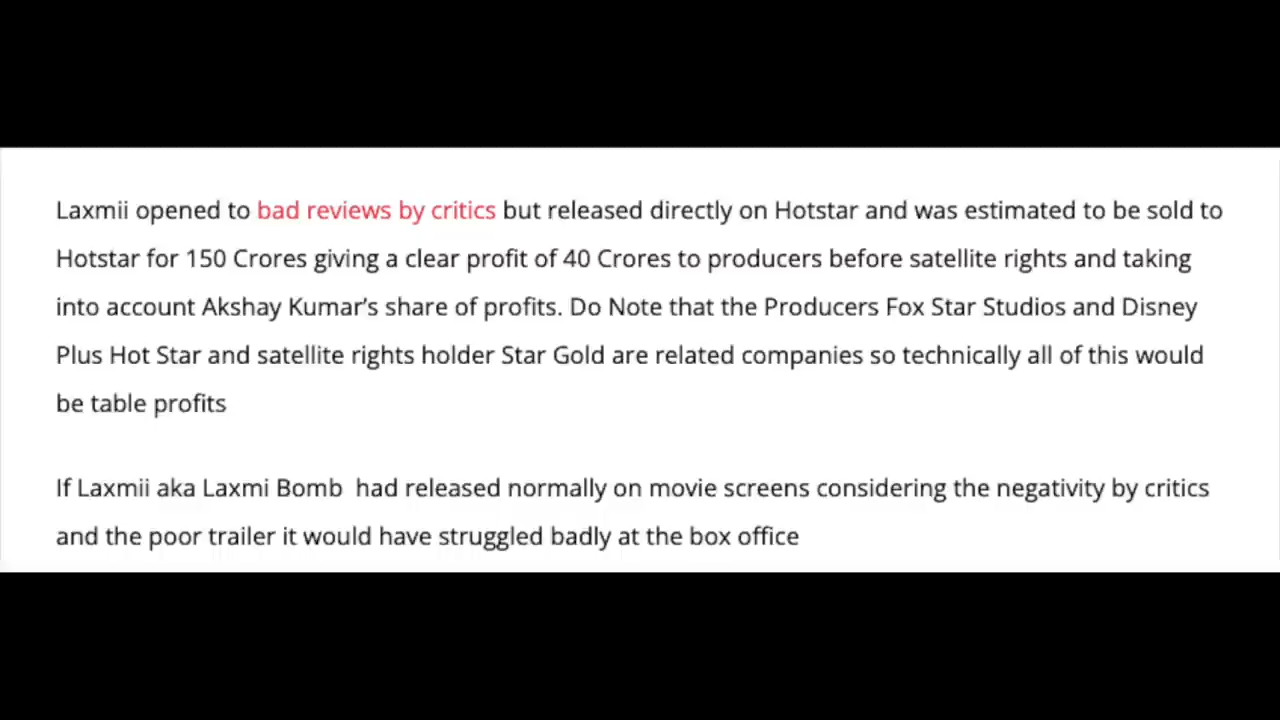 Laxmii opened to bad reviews by critics but released directly on Hotstar and was estimated to be sold to
Hotstar for 150 Crores giving a clear profit of 40 Crores to producers before satellite rights and taking
into account Akshay Kumar’s share of profits. Do Note that the Producers Fox Star Studios and Disney
Plus Hot Star and satellite rights holder Star Gold are related companies so technically all of this would
be table profits
If Laxmii aka Laxmi Bomb  had released normally on movie screens considering the negativity by critics
and the poor trailer it would have struggled badly at the box office